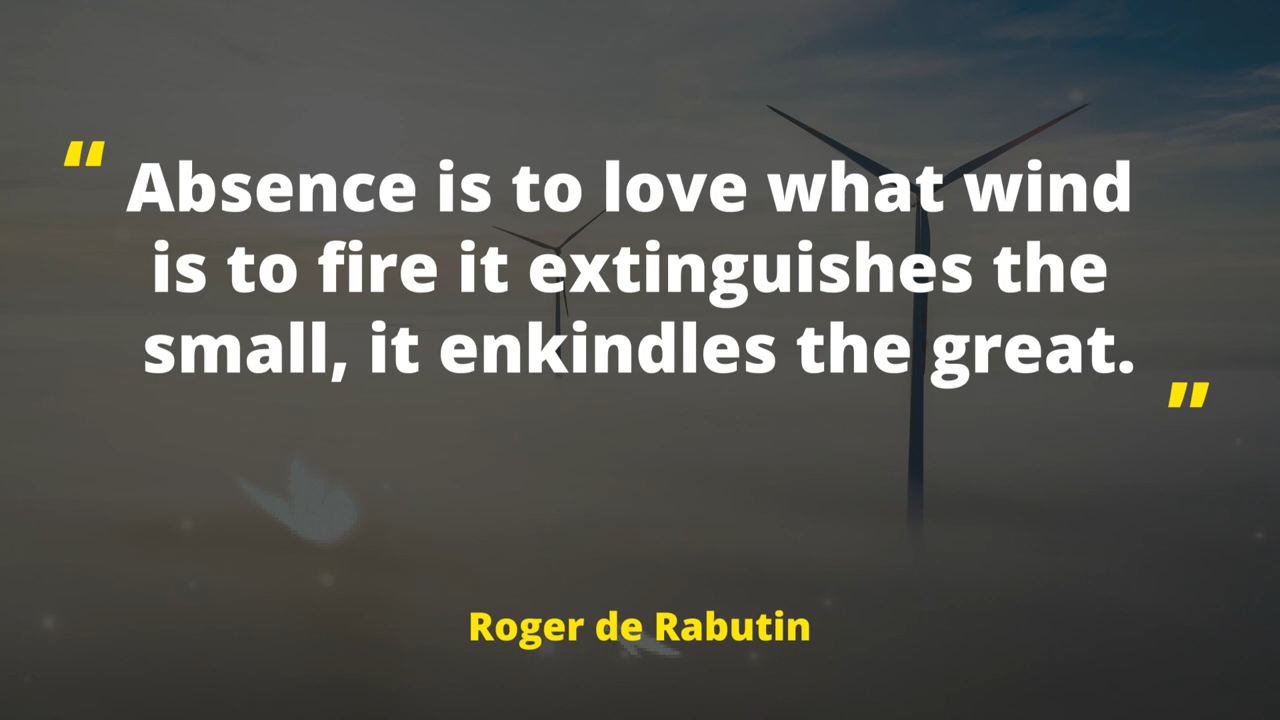 “ Absence is to love what wind
is to fire it extinguishes the
small, it enkindles the great. ”
Roger de Rabutin